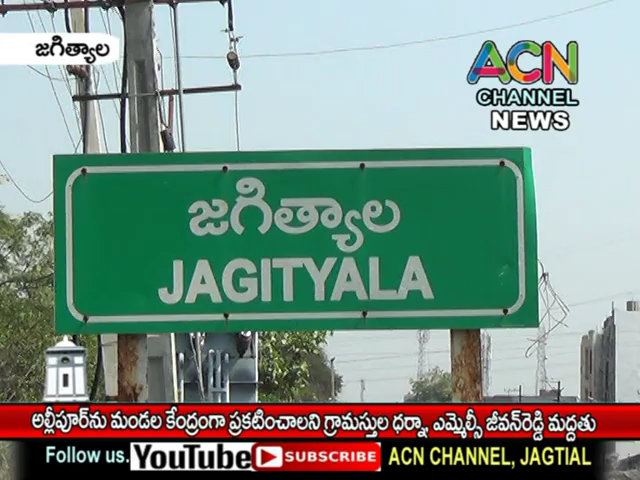 జగిత్యాల
ACN
CHANNEL
NEWS
జగిత్యాల
JAGITYALA
అల్లీపూర్‌ను మండల కేంద్రంగా ప్రకటించాలని గ్రామస్తుల ధర్నా, ఎమ్మెల్సీ జీవన్‌రెడ్డి మద్దతు
Follow us. YouTube SUBSCRIBE ACN CHANNEL, JAGTIAL